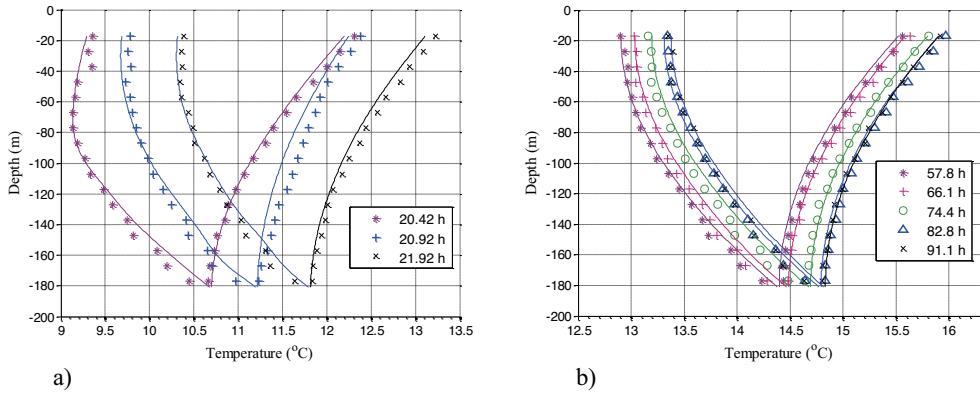 0
-20
-40
-60
-80
-100
-120
-140
-160
-180
-200
Depth (m)
9 9.5 10 10.5 11 11.5 12 12.5 13 13.5
Temperature (°C)
20.42 h
20.92 h
21.92 h
a)
0
-20
-40
-60
-80
-100
-120
-140
-160
-180
-200
Depth (m)
12.5 13 13.5 14 14.5 15 15.5 16
Temperature (°C)
57.8 h
66.1 h
74.4 h
82.8 h
91.1 h
b)